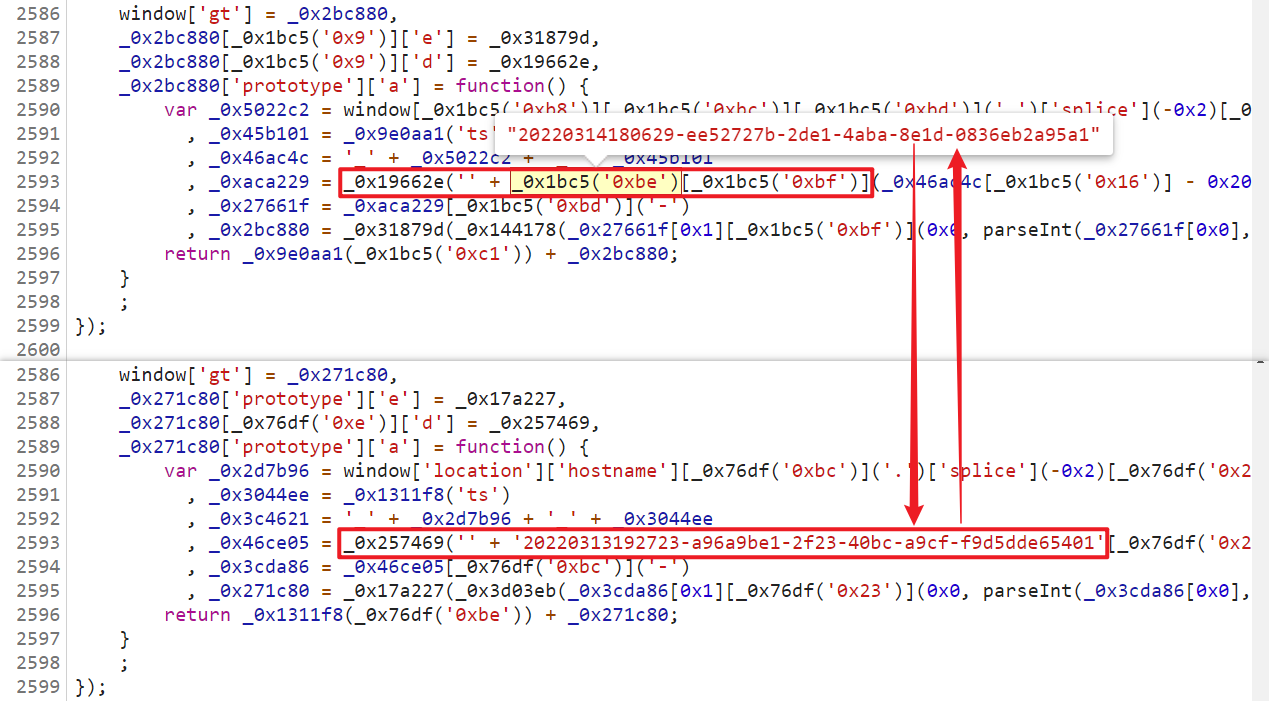 2586 window['gt'] = _0x2bc880,
2587 _0x2bc880[_0x1bc5('0x9')]['e'] = _0x31879d,
2588 _0x2bc880[_0x1bc5('0x9')]['d'] = _0x19662e,
2589 _0x2bc880['prototype']['a'] = function() {
2590 var _0x5022c2 = window[_0x1bc5('0xb8')][_0x1bc5('0xbc')][_0x1bc5('0xbd')]('.')['splice'](-0x2)[_0
2591 , _0x45b101 = _0x9e0aa1('ts'
"20220314180629-ee52727b-2de1-4aba-8e1d-0836eb2a95a1"
2592 , _0x46ac4c = '_' + _0x5022c2 + _0x45b101
2593 , _0xaca229 = _0x19662e('' + _0x1bc5('0xbe')[_0x1bc5('0xbf')](_0x46ac4c[_0x1bc5('0x16')] - 0x20
2594 , _0x27661f = _0xaca229[_0x1bc5('0xbd')]('-')
2595 , _0x2bc880 = _0x31879d(_0x144178(_0x27661f[0x1][_0x1bc5('0xbf')](0x0, parseInt(_0x27661f[0x0],
2596 return _0x9e0aa1(_0x1bc5('0xc1')) + _0x2bc880;
2597 }
2598 ;
2599 });
2600
2586 window['gt'] = _0x271c80,
2587 _0x271c80['prototype']['e'] = _0x17a227,
2588 _0x271c80[_0x76df('0xe')]['d'] = _0x257469,
2589 _0x271c80['prototype']['a'] = function() {
2590 var _0x2d7b96 = window['location']['hostname'][_0x76df('0xbc')]('.')['splice'](-0x2)[_0x76df('0x2
2591 , _0x3044ee = _0x1311f8('ts')
2592 , _0x3c4621 = '_' + _0x2d7b96 + '_' + _0x3044ee
2593 , _0x46ce05 = _0x257469('' + '20220313192723-a96a9be1-2f23-40bc-a9cf-f9d5dde65401'[_0x76df('0x2
2594 , _0x3cda86 = _0x46ce05[_0x76df('0xbc')]('-')
2595 , _0x271c80 = _0x17a227(_0x3d03eb(_0x3cda86[0x1][_0x76df('0x23')](0x0, parseInt(_0x3cda86[0x0],
2596 return _0x1311f8(_0x76df('0xbe')) + _0x271c80;
2597 }
2598 ;
2599 });